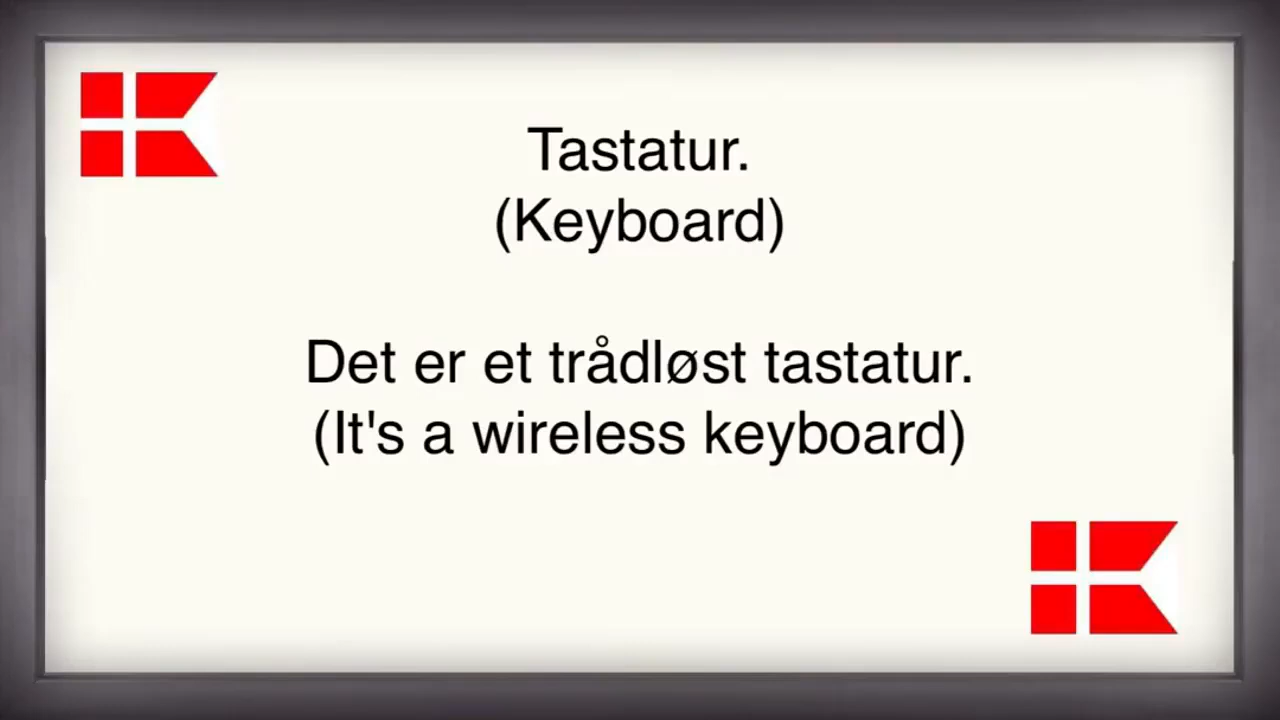 Tastatur.
(Keyboard)
Det er et trådløst tastatur.
(It's a wireless keyboard)